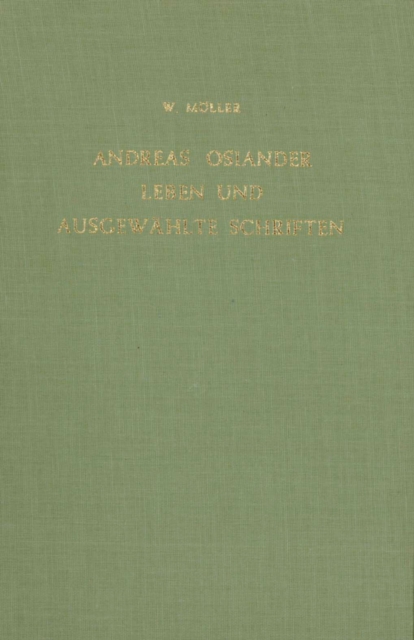 W. MÖLLER
ANDREAS OSIANDER
LEBEN UND
AUSGEWÄHLTE SCHRIFTEN